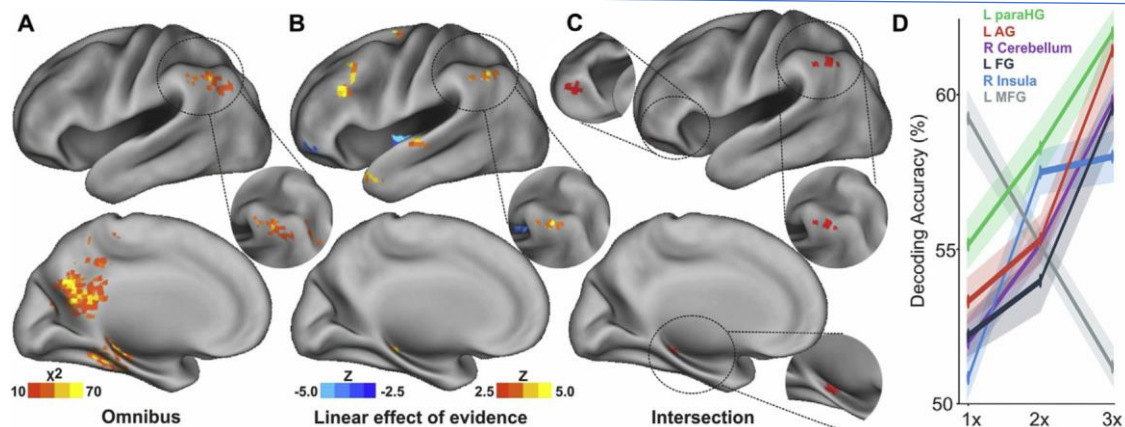 A
B
C
D
L paraHG
L AG
R Cerebellum
L FG
R Insula
L MFG
Decoding Accuracy (%)
60
55
50
1x 2x 3x
χ2
10 70
Omnibus
Z
-5.0 -2.5
Z
2.5 5.0
Linear effect of evidence
Intersection